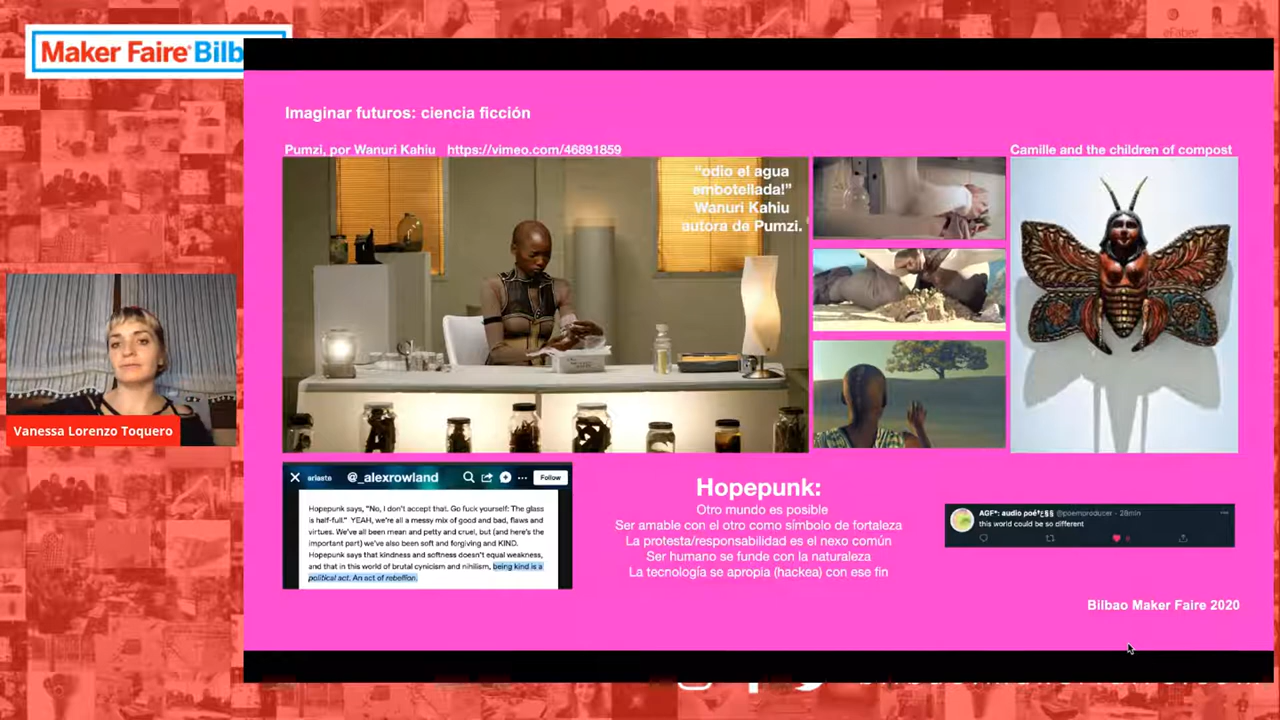 Maker Faire Bilb
eFaber
Imaginar futuros: ciencia ficción
Pumzi, por Wanuri Kahiu https://vimeo.com/46891859
Camille and the children of compost
"odio el agua
embotellada!"
Wanuri Kahiu
autora de Pumzi.
Vanessa Lorenzo Toquero
arlasta @_alexrowland Follow
Hopepunk says, "No, I don't accept that. Go fuck yourself: The glass
is half-full." YEAH, we're all a messy mix of good and bad, flaws and
virtues. We've all been mean and petty and cruel, but (and here's the
important part) we've also been soft and forgiving and KIND.
Hopepunk says that kindness and softness doesn't equal weakness,
and that in this world of brutal cynicism and nihilism, being kind is a
political act. An act of rebellion.
Hopepunk:
Otro mundo es posible
Ser amable con el otro como símbolo de fortaleza
La protesta/responsabilidad es el nexo común
Ser humano se funde con la naturaleza
La tecnología se apropia (hackea) con ese fin
@poemproducer · 28min
this world could be so different
Bilbao Maker Faire 2020